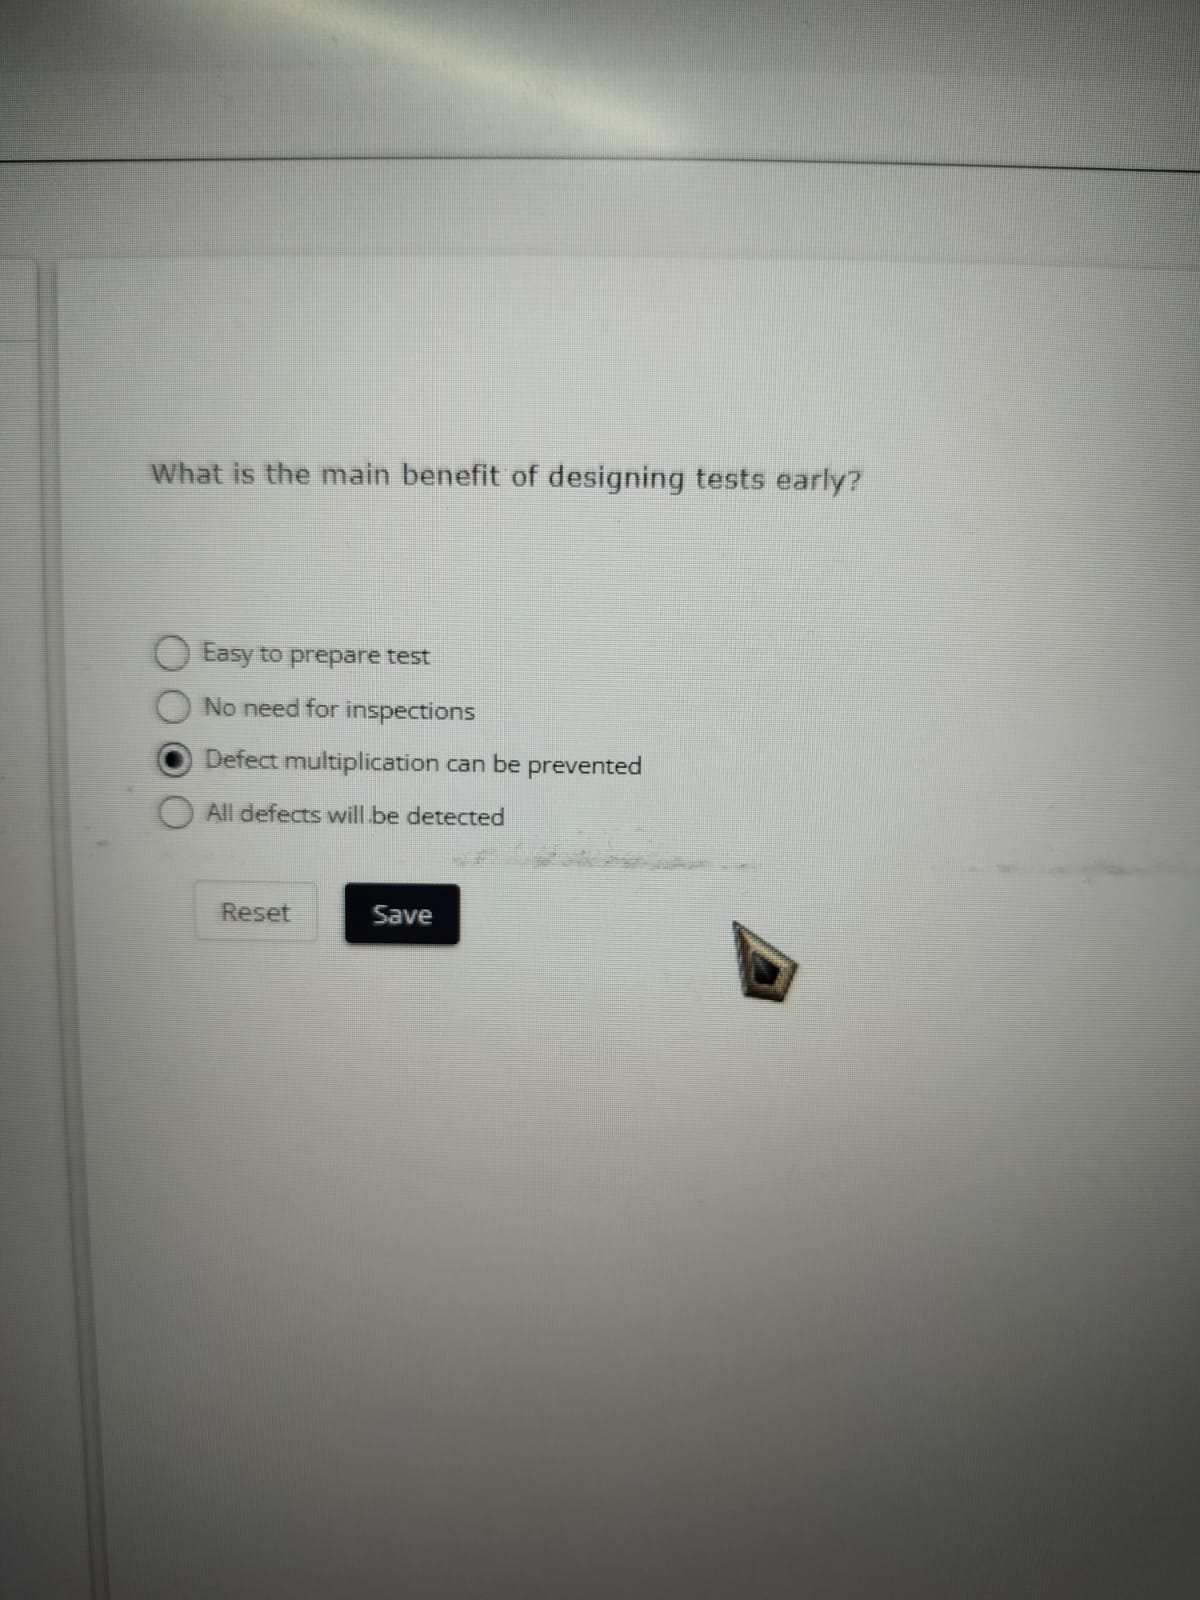 What is the main benefit of designing tests early?
Easy to prepare test
No need for inspections
Defect multiplication can be prevented
All defects will be detected
Reset
Save